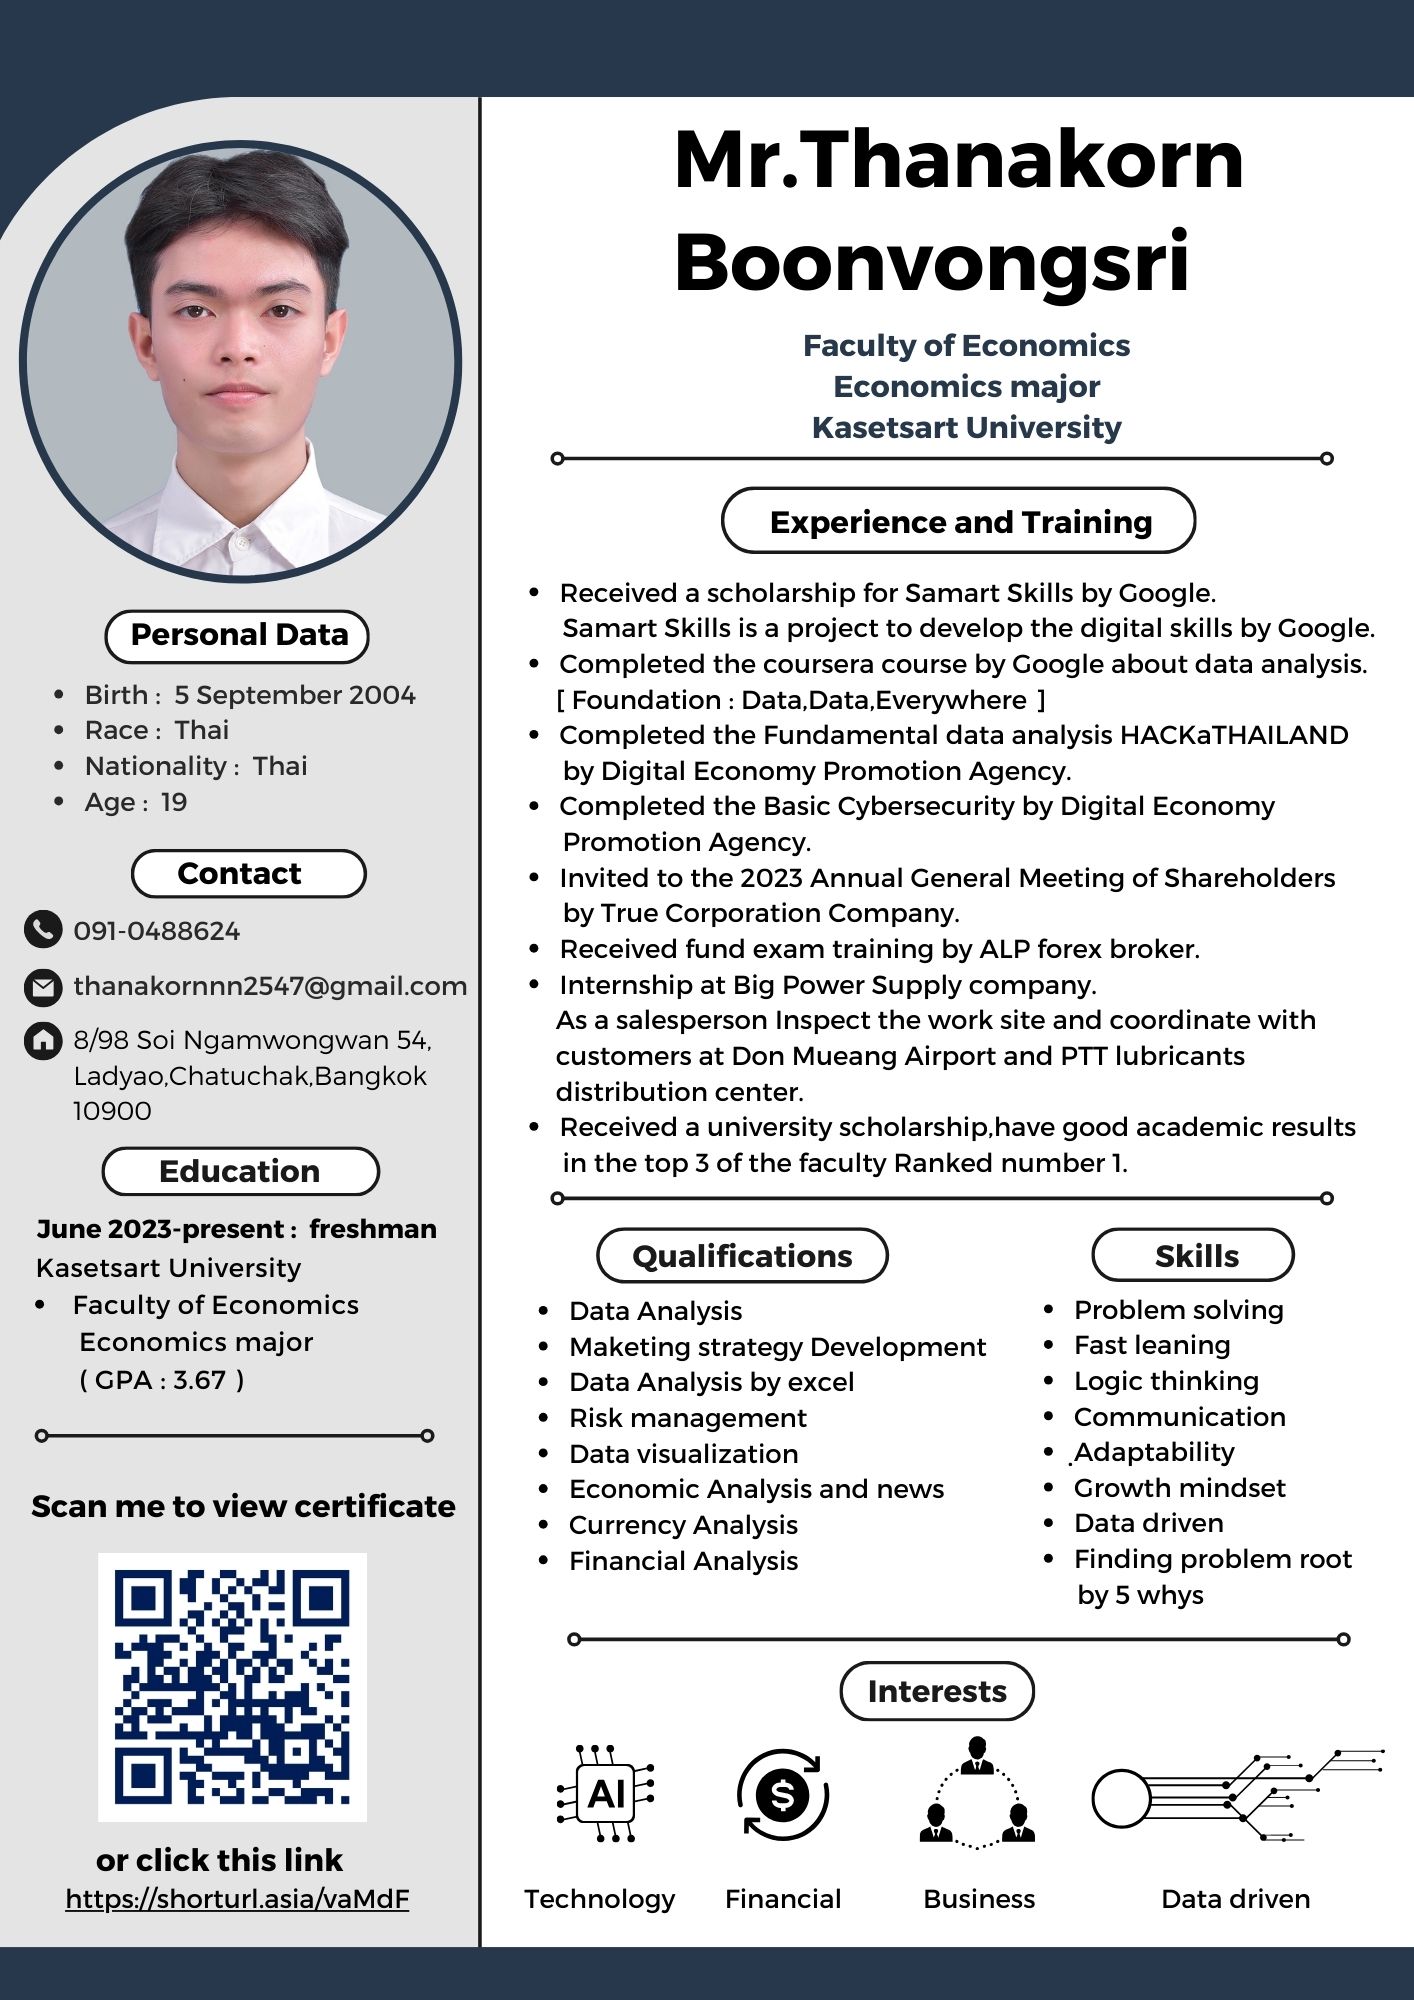 Mr.Thanakorn
Boonvongsri
Faculty of Economics
Economics major
Kasetsart University
Personal Data
Birth : 5 September 2004
Race : Thai
Nationality : Thai
Age : 19
Contact
091-0488624
thanakornnn2547@gmail.com
8/98 Soi Ngamwongwan 54,
Ladyao,Chatuchak,Bangkok
10900
Education
June 2023-present : freshman
Kasetsart University
Faculty of Economics
Economics major
( GPA : 3.67 )
Scan me to view certificate
or click this link
https://shorturl.asia/vaMdF
Experience and Training
Received a scholarship for Samart Skills by Google.
Samart Skills is a project to develop the digital skills by Google.
Completed the coursera course by Google about data analysis.
[ Foundation : Data,Data,Everywhere ]
Completed the Fundamental data analysis HACKaTHAILAND
by Digital Economy Promotion Agency.
Completed the Basic Cybersecurity by Digital Economy
Promotion Agency.
Invited to the 2023 Annual General Meeting of Shareholders
by True Corporation Company.
Received fund exam training by ALP forex broker.
Internship at Big Power Supply company.
As a salesperson Inspect the work site and coordinate with
customers at Don Mueang Airport and PTT lubricants
distribution center.
Received a university scholarship,have good academic results
in the top 3 of the faculty Ranked number 1.
Qualifications
Data Analysis
Maketing strategy Development
Data Analysis by excel
Risk management
Data visualization
Economic Analysis and news
Currency Analysis
Financial Analysis
Skills
Problem solving
Fast leaning
Logic thinking
Communication
.Adaptability
Growth mindset
Data driven
Finding problem root
by 5 whys
Interests
AI
$
Technology
Financial
Business
Data driven